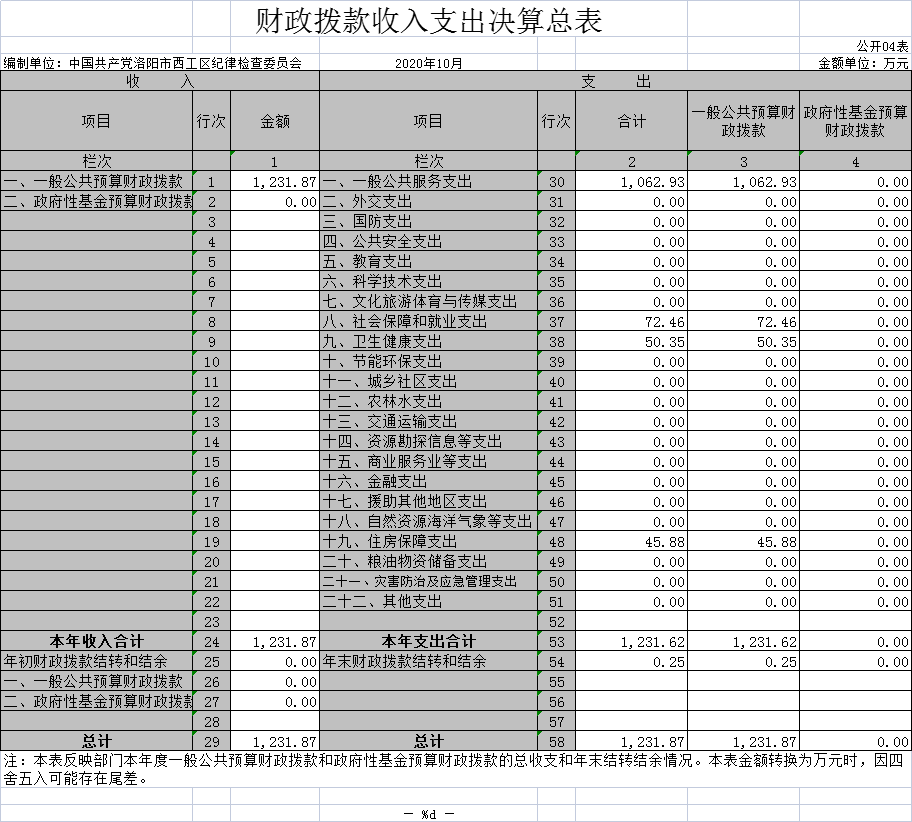 财政拨款收入支出决算总表
公开04表
编制单位：中国共产党洛阳市西工区纪律检查委员会 2020年10月 金额单位：万元
收 入 支 出
项目 行次 金额 项目 行次 合计 一般公共预算财政拨款 政府性基金预算财政拨款
栏次 1 栏次 2 3 4
一、一般公共预算财政拨款 1 1,231.87 一、一般公共服务支出 30 1,062.93 1,062.93 0.00
二、政府性基金预算财政拨款 2 0.00 二、外交支出 31 0.00 0.00 0.00
3 三、国防支出 32 0.00 0.00 0.00
4 四、公共安全支出 33 0.00 0.00 0.00
5 五、教育支出 34 0.00 0.00 0.00
6 六、科学技术支出 35 0.00 0.00 0.00
7 七、文化旅游体育与传媒支出 36 0.00 0.00 0.00
8 八、社会保障和就业支出 37 72.46 72.46 0.00
9 九、卫生健康支出 38 50.35 50.35 0.00
10 十、节能环保支出 39 0.00 0.00 0.00
11 十一、城乡社区支出 40 0.00 0.00 0.00
12 十二、农林水支出 41 0.00 0.00 0.00
13 十三、交通运输支出 42 0.00 0.00 0.00
14 十四、资源勘探信息等支出 43 0.00 0.00 0.00
15 十五、商业服务业等支出 44 0.00 0.00 0.00
16 十六、金融支出 45 0.00 0.00 0.00
17 十七、援助其他地区支出 46 0.00 0.00 0.00
18 十八、自然资源海洋气象等支出 47 0.00 0.00 0.00
19 十九、住房保障支出 48 45.88 45.88 0.00
20 二十、粮油物资储备支出 49 0.00 0.00 0.00
21 二十一、灾害防治及应急管理支出 50 0.00 0.00 0.00
22 二十二、其他支出 51 0.00 0.00 0.00
23 52
本年收入合计 24 1,231.87 本年支出合计 53 1,231.62 1,231.62 0.00
年初财政拨款结转和结余 25 0.00 年末财政拨款结转和结余 54 0.25 0.25 0.00
一、一般公共预算财政拨款 26 0.00 55
二、政府性基金预算财政拨款 27 0.00 56
28 57
总计 29 1,231.87 总计 58 1,231.87 1,231.87 0.00
注：本表反映部门本年度一般公共预算财政拨款和政府性基金预算财政拨款的总收支和年末结转结余情况。本表金额转换为万元时，因四
舍五入可能存在尾差。
— %d —